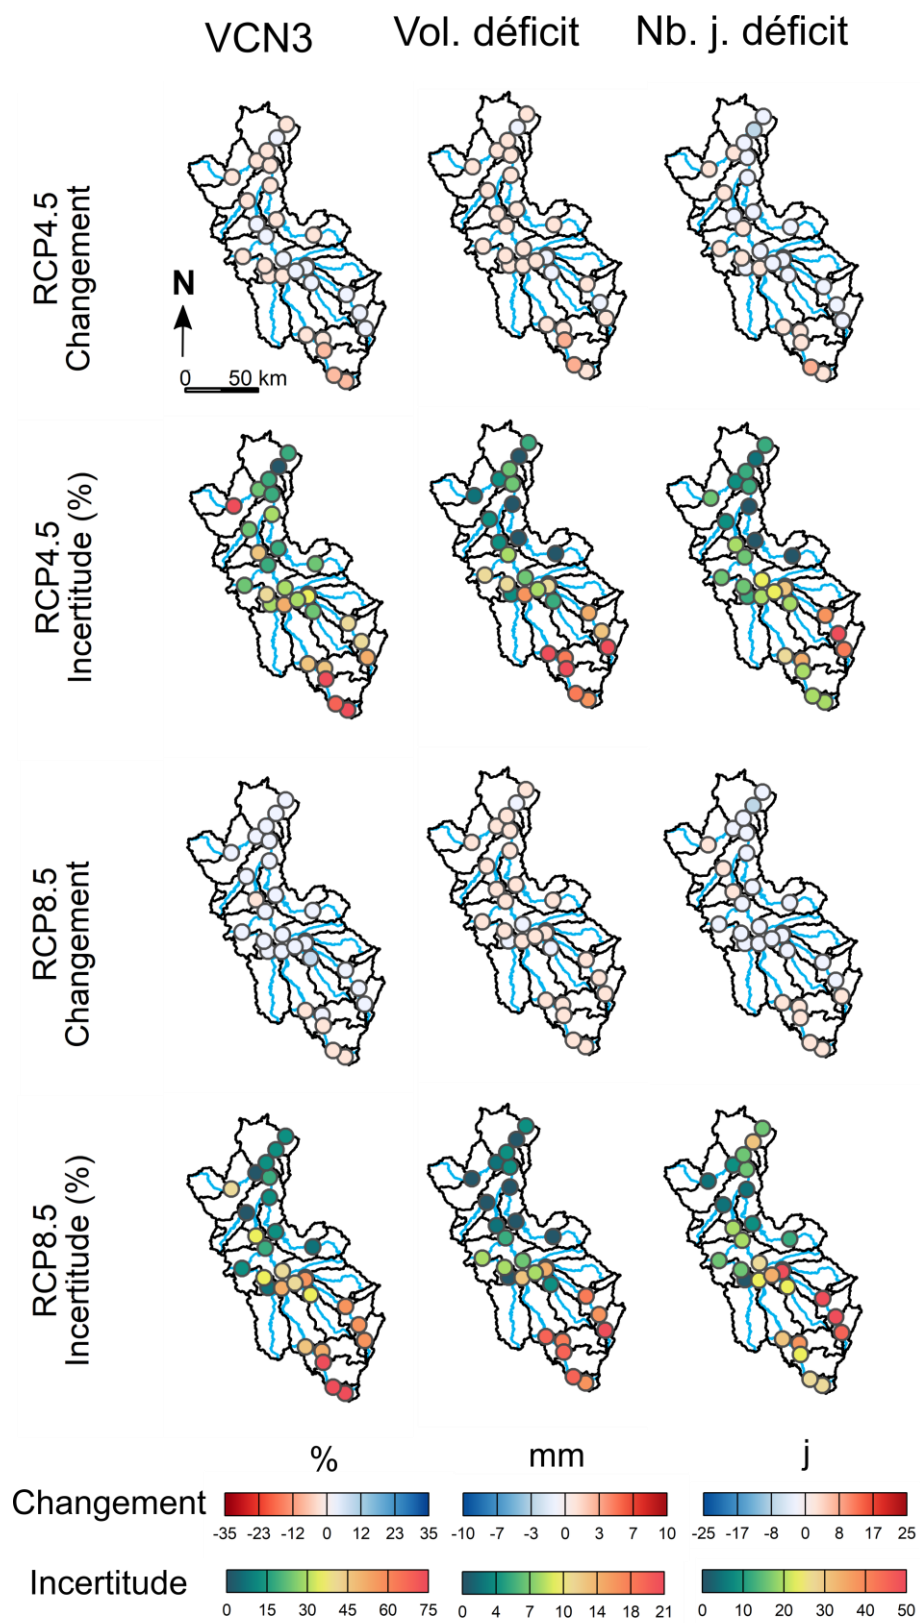 VCN3 Vol. déficit Nb. j. déficit
RCP4.5
Changement
N
0 50 km
RCP4.5
Incertitude (%)
RCP8.5
Changement
RCP8.5
Incertitude (%)
% mm j
Changement
-35 -23 -12 0 12 23 35 -10 -7 -3 0 3 7 10 -25 -17 -8 0 8 17 25
Incertitude
0 15 30 45 60 75 0 4 7 11 14 18 21 0 10 20 30 40 50